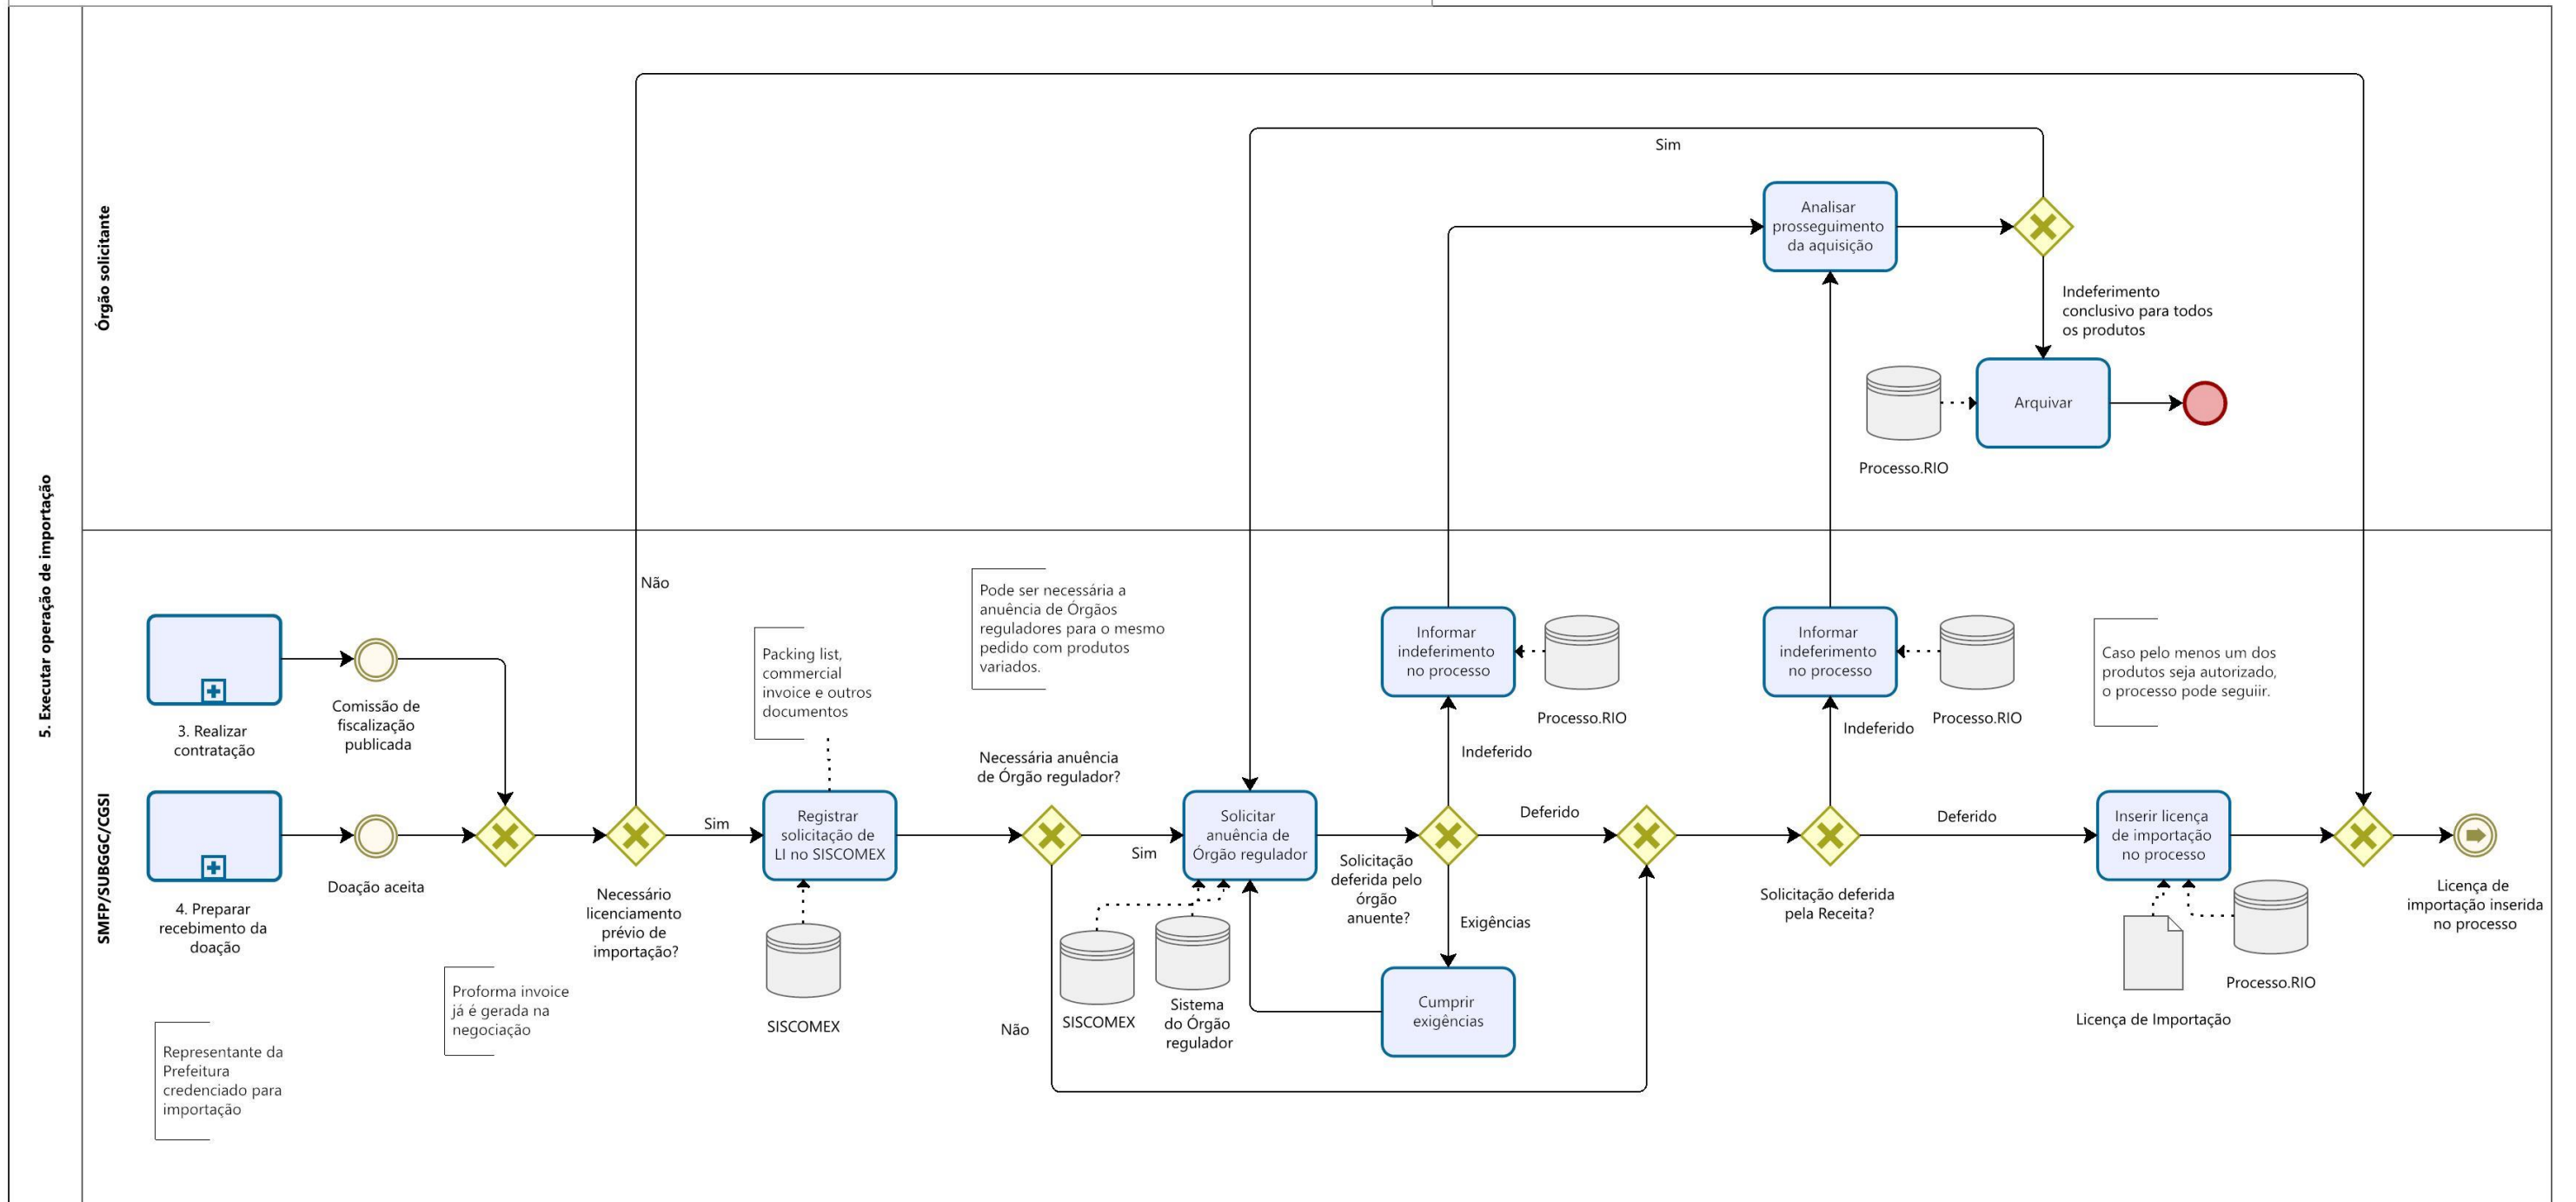 5. Executar operação de importação
Órgão solicitante
Sim
Analisar
prosseguimento
da aquisição
Indeferimento
conclusivo para todos
os produtos
Arquivar
Processo.RIO
SMFP/SUBGGC/CGSI
Não
3. Realizar
contratação
Comissão de
fiscalização
publicada
4. Preparar
recebimento da
doação
Doação aceita
Representante da
Prefeitura
credenciado para
importação
Proforma invoice
já é gerada na
negociação
Necessário
licenciamento
prévio de
importação?
Sim
Packing list,
commercial
invoice e outros
documentos
Registrar
solicitação de
LI no SISCOMEX
SISCOMEX
Pode ser necessária a
anuência de Órgãos
reguladores para o mesmo
pedido com produtos
variados.
Necessária anuência
de Órgão regulador?
Sim
Não
Solicitar
anuência de
Órgão regulador
SISCOMEX
Sistema
do Órgão
regulador
Solicitação
deferida pelo
órgão
anuente?
Informar
indeferimento
no processo
Processo.RIO
Indeferido
Deferido
Exigências
Cumprir
exigências
Informar
indeferimento
no processo
Processo.RIO
Indeferido
Solicitação deferida
pela Receita?
Deferido
Caso pelo menos um dos
produtos seja autorizado,
o processo pode seguiir.
Inserir licença
de importação
no processo
Licença de Importação
Processo.RIO
Licença de
importação inserida
no processo